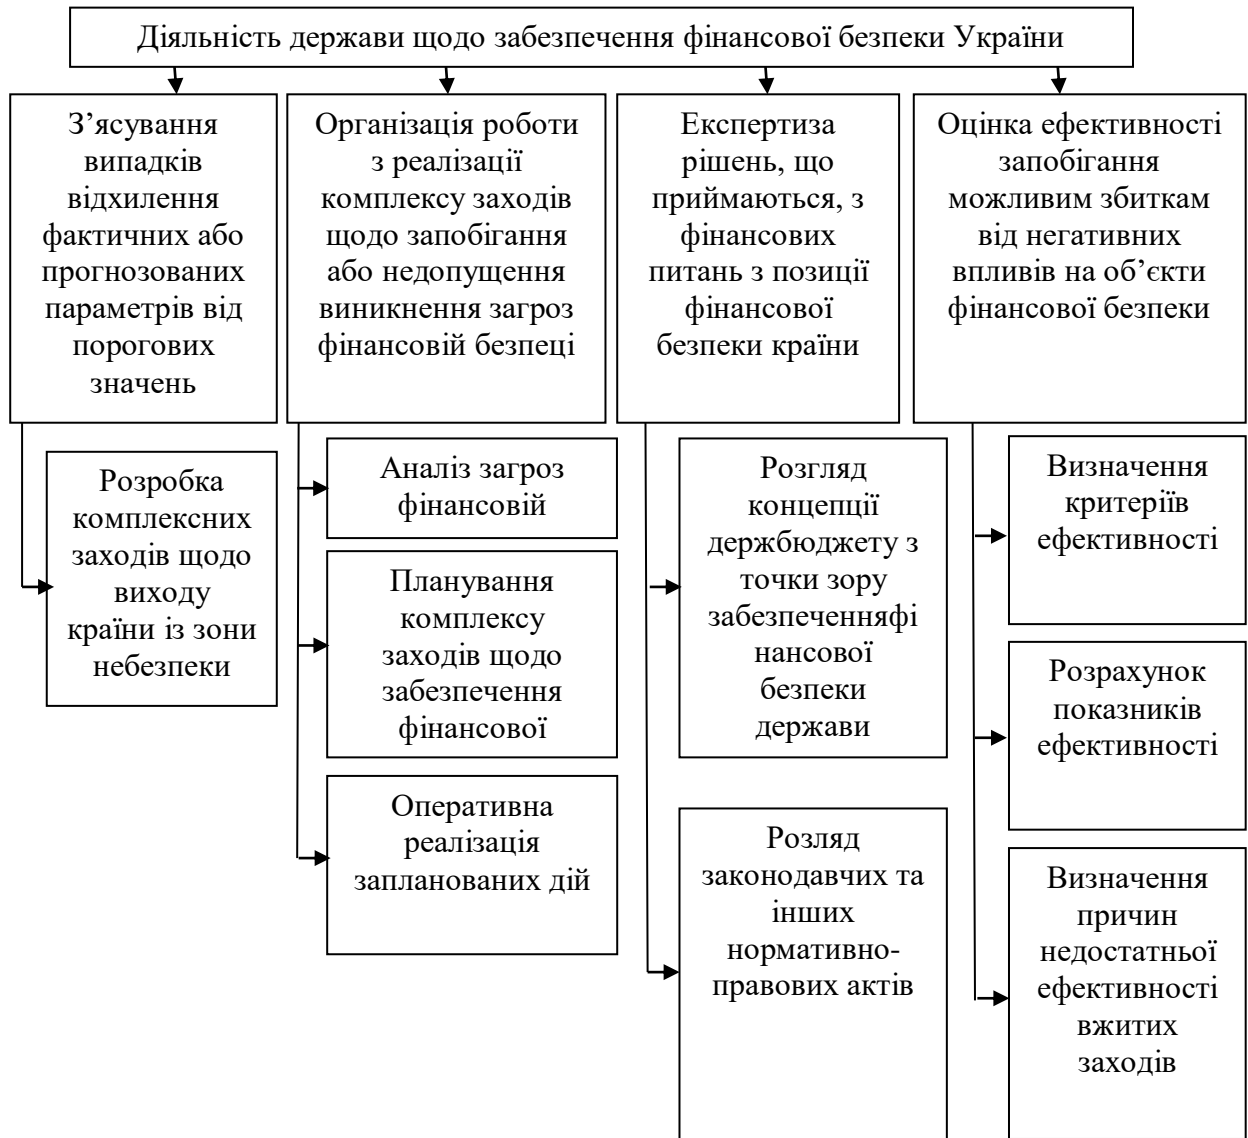 Діяльність держави щодо забезпечення фінансової безпеки України
З’ясування
випадків
відхилення
фактичних або
прогнозованих
параметрів від
порогових
значень
Організація роботи
з реалізації
комплексу заходів
щодо запобігання
або недопущення
виникнення загроз
фінансовій безпеці
Експертиза
рішень, що
приймаються, з
фінансових
питань з позиції
фінансової
безпеки країни
Оцінка ефективності
запобігання
можливим збиткам
від негативних
впливів на об’єкти
фінансової безпеки
Розробка
комплексних
заходів щодо
виходу
країни із зони
небезпеки
Аналіз загроз
фінансовій
Планування
комплексу
заходів щодо
забезпечення
фінансової
Оперативна
реалізація
запланованих дій
Розгляд
концепції
держбюджету з
точки зору
забезпеченняфі
нансової
безпеки
держави
Розляд
законодавчих та
інших
нормативно-
правових актів
Визначення
критеріїв
ефективності
Розрахунок
показників
ефективності
Визначення
причин
недостатньої
ефективності
вжитих
заходів